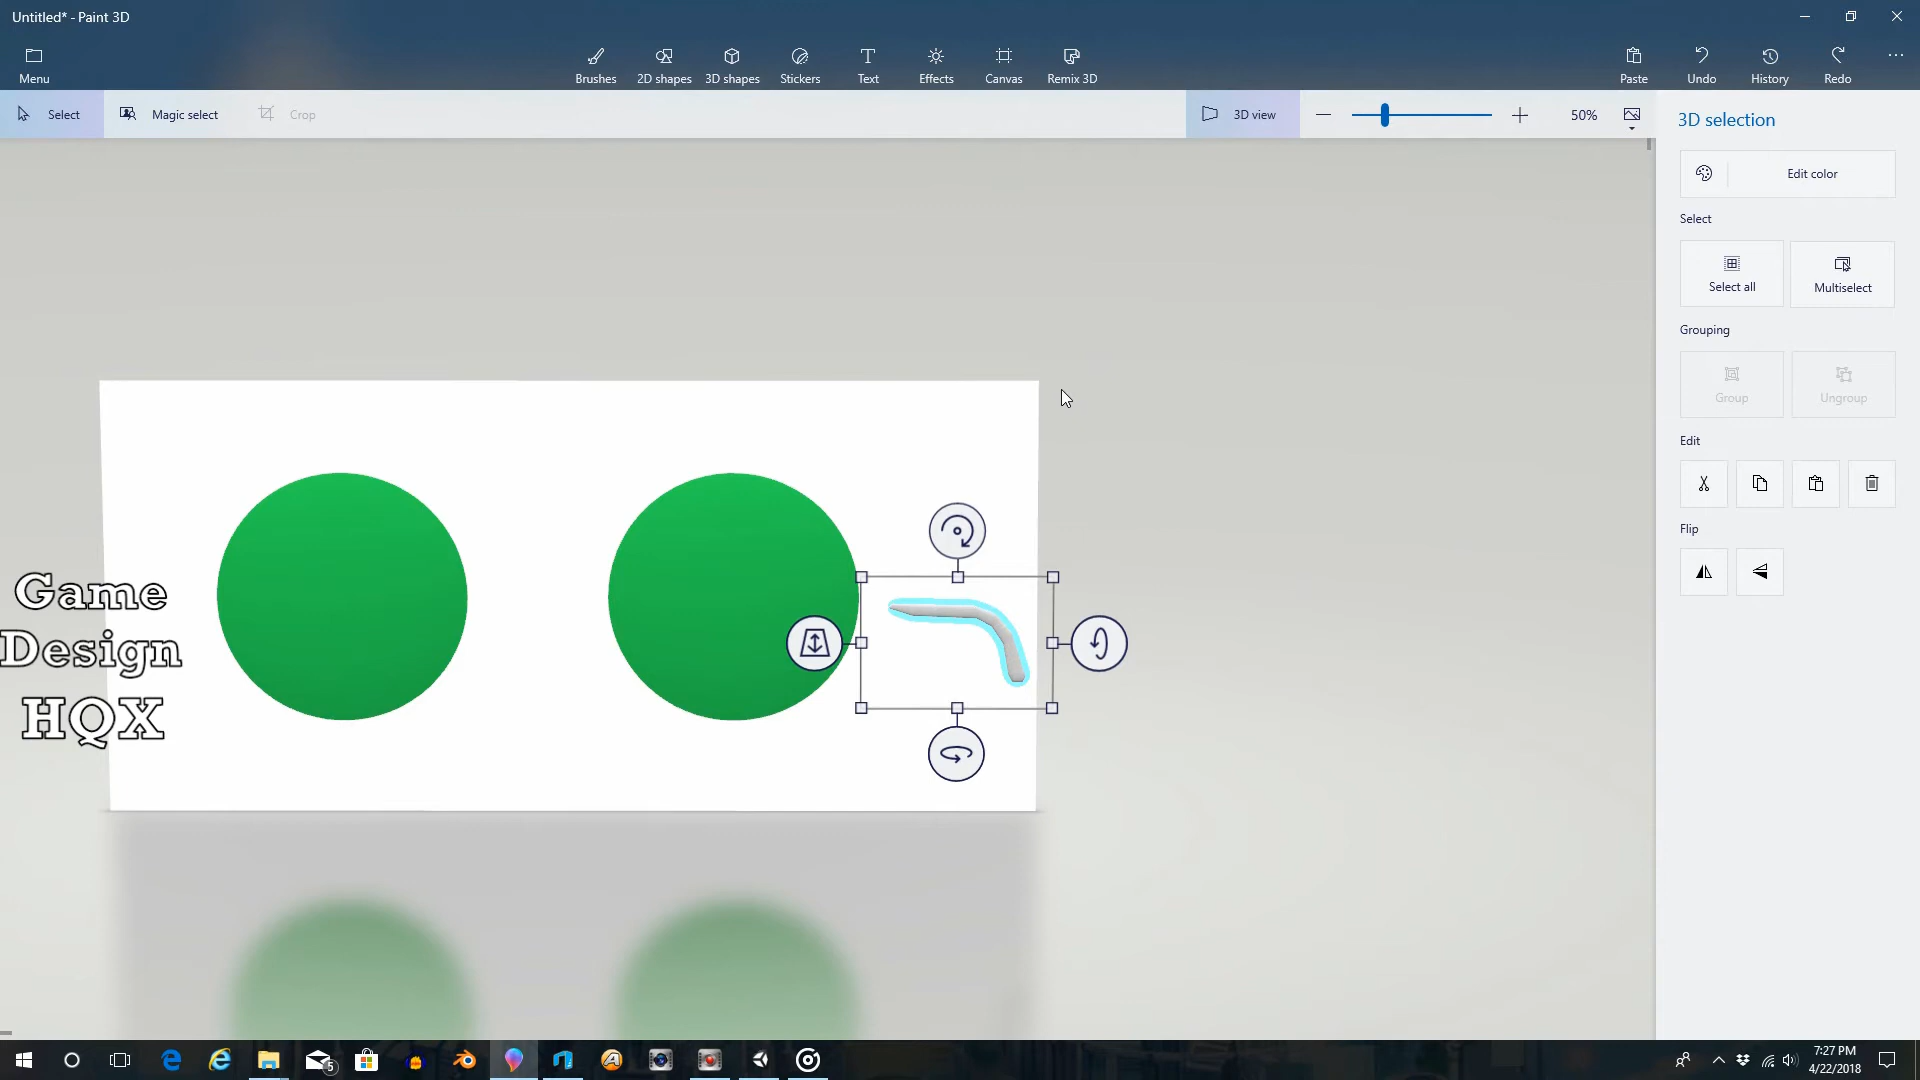 Untitled* - Paint 3D
Menu
Brushes
2D shapes
3D shapes
Stickers
Text
Effects
Canvas
Remix 3D
Paste
Undo
History
Redo
Select
Magic select
Crop
3D view
50%
3D selection
Edit color
Select
Select all
Multiselect
Grouping
Group
Ungroup
Edit
Flip
Game
Design
HQX
5
7:27 PM
4/22/2018